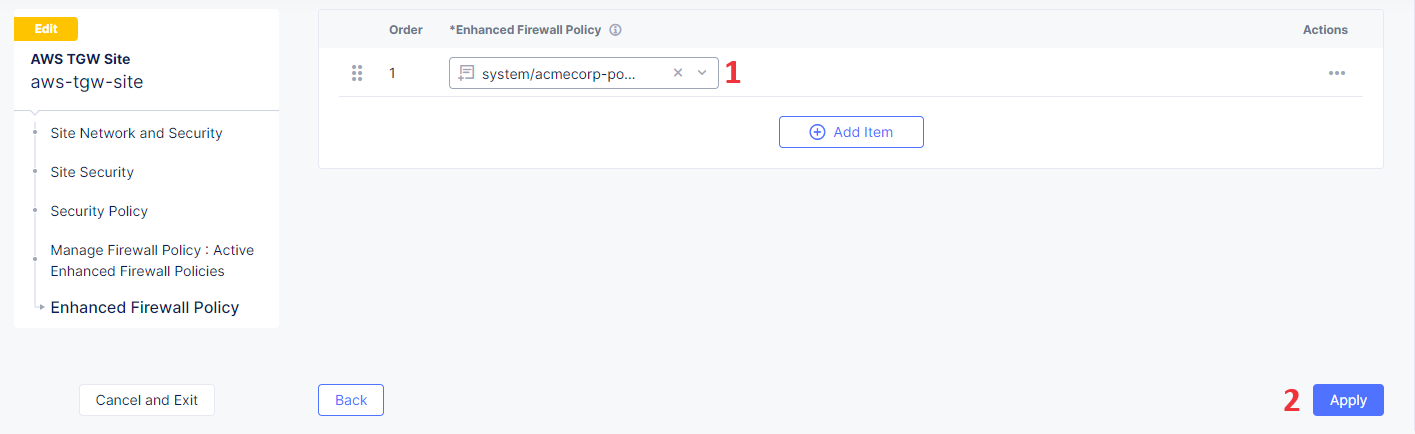 Edit
AWS TGW Site
aws-tgw-site
Site Network and Security
Site Security
Security Policy
Manage Firewall Policy : Active
Enhanced Firewall Policies
Enhanced Firewall Policy
Order *Enhanced Firewall Policy Actions
1 system/acmecorp-po... 1
Add Item
Cancel and Exit Back 2 Apply